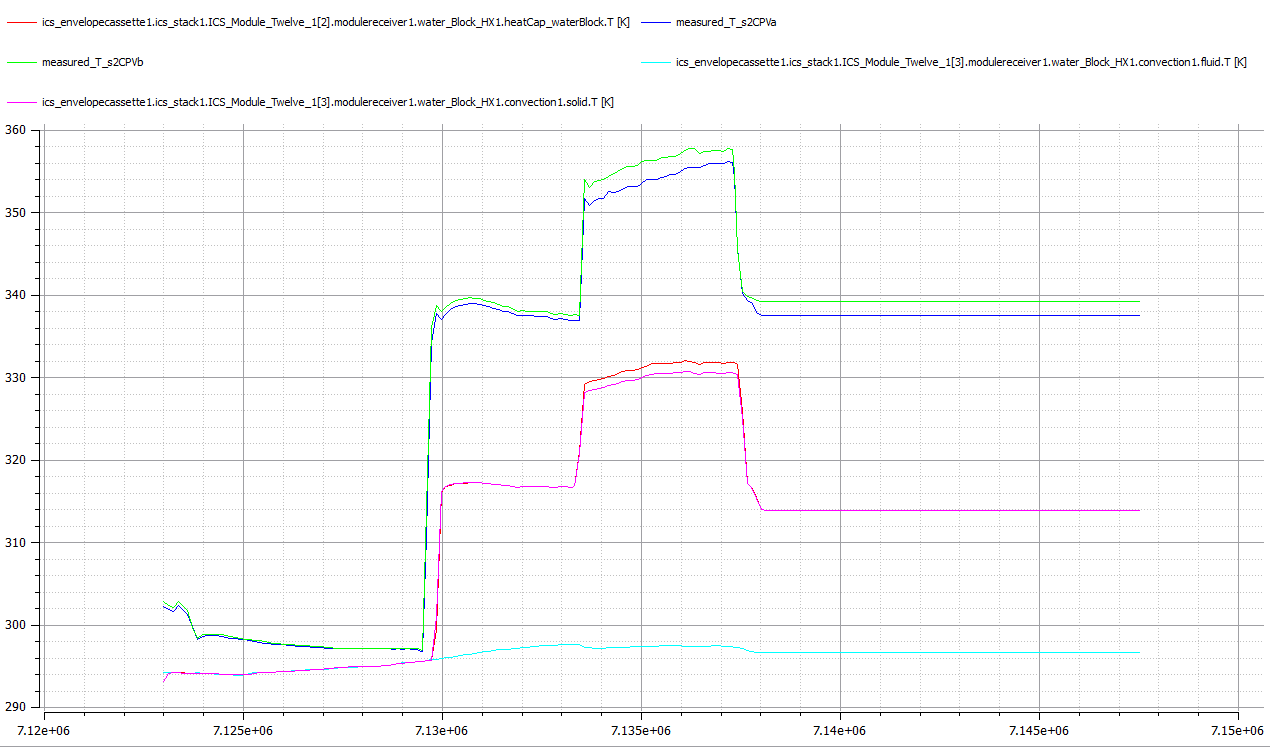 ics_envelopecassette1.ics_stack1.ICS_Module_Twelve_1[2].modulereceiver1.water_Block_HX1.heatCap_waterBlock.T [K] measured_T_s2CPVa
measured_T_s2CPVb ics_envelopecassette1.ics_stack1.ICS_Module_Twelve_1[3].modulereceiver1.water_Block_HX1.convection1.fluid.T [K]
ics_envelopecassette1.ics_stack1.ICS_Module_Twelve_1[3].modulereceiver1.water_Block_HX1.convection1.solid.T [K]
360
350
340
330
320
310
300
290
7.12e+06 7.125e+06 7.13e+06 7.135e+06 7.14e+06 7.145e+06 7.15e+06